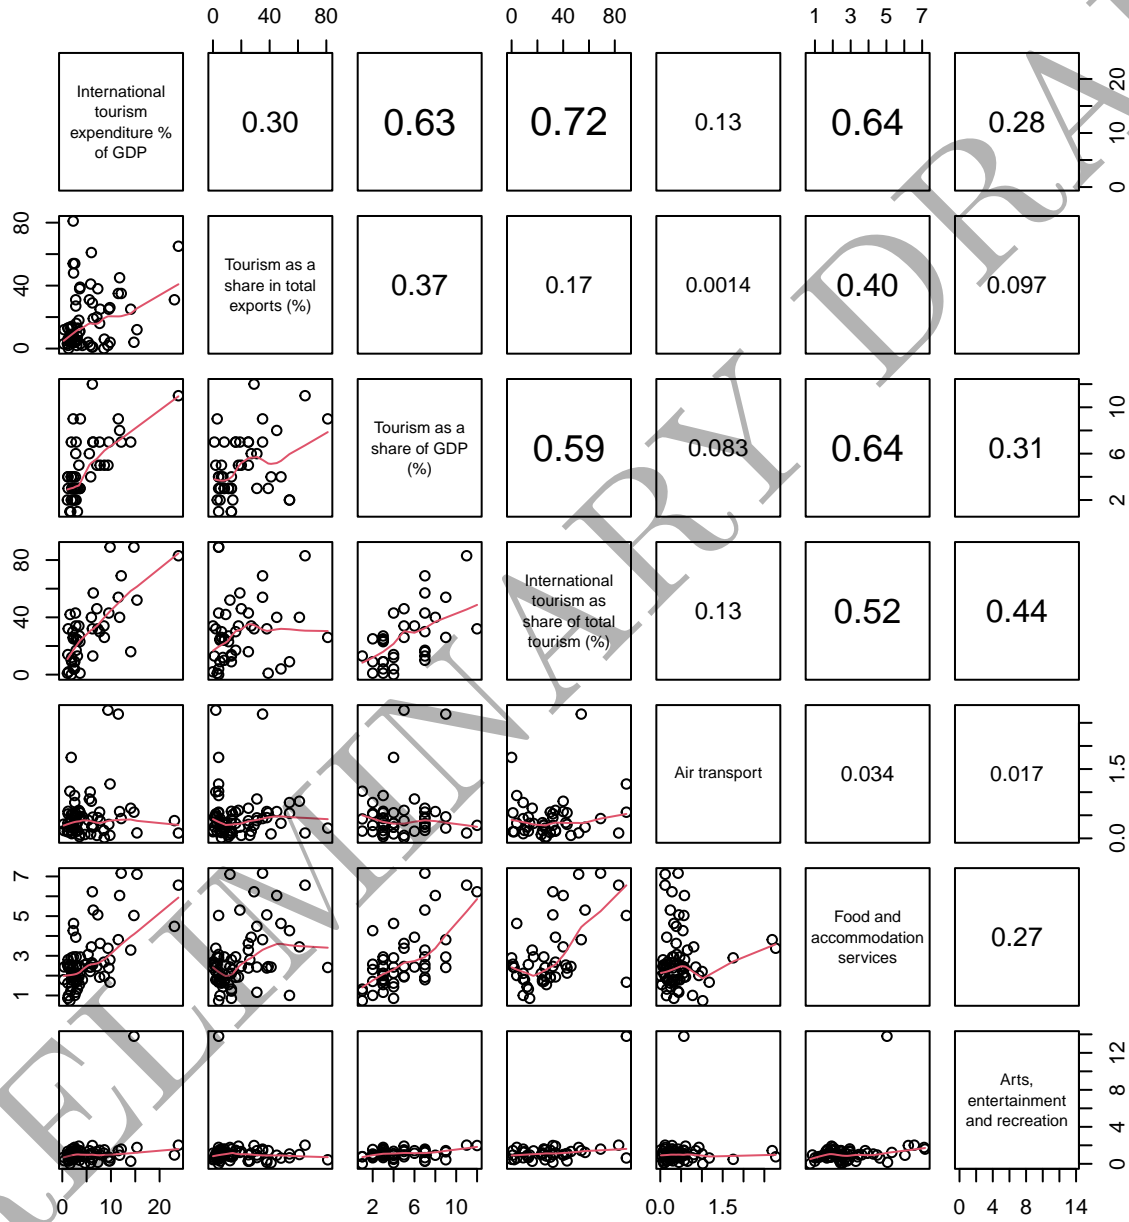 0 40 80 0 40 80 1 3 5 7
International
tourism
expenditure %
of GDP
0.30 0.63 0.72 0.13 0.64 0.28
0 10 20
0 40 80
Tourism as a
share in total
exports (%)
0.37 0.17 0.0014 0.40 0.097
Tourism as a
share of GDP
(%)
0.59 0.083 0.64 0.31
2 6 10
0 40 80
International
tourism as
share of total
tourism (%)
0.13 0.52 0.44
Air transport
0.034 0.017
0.0 1.5
1 3 5 7
Food and
accommodation
services
0.27
Arts,
entertainment
and recreation
0 4 8 12
0 10 20 2 6 10 0.0 1.5 0 4 8 14